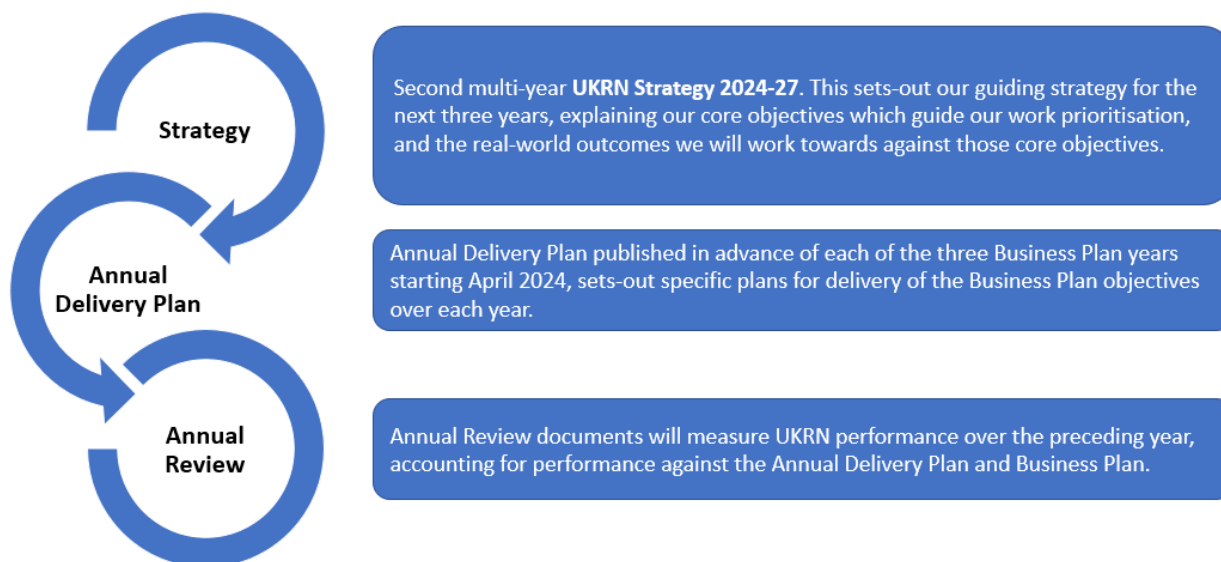 Strategy
Second multi-year UKRN Strategy 2024-27. This sets-out our guiding strategy for the
next three years, explaining our core objectives which guide our work prioritisation,
and the real-world outcomes we will work towards against those core objectives.
Annual
Delivery Plan
Annual Delivery Plan published in advance of each of the three Business Plan years
starting April 2024, sets-out specific plans for delivery of the Business Plan objectives
over each year.
Annual
Review
Annual Review documents will measure UKRN performance over the preceding year,
accounting for performance against the Annual Delivery Plan and Business Plan.